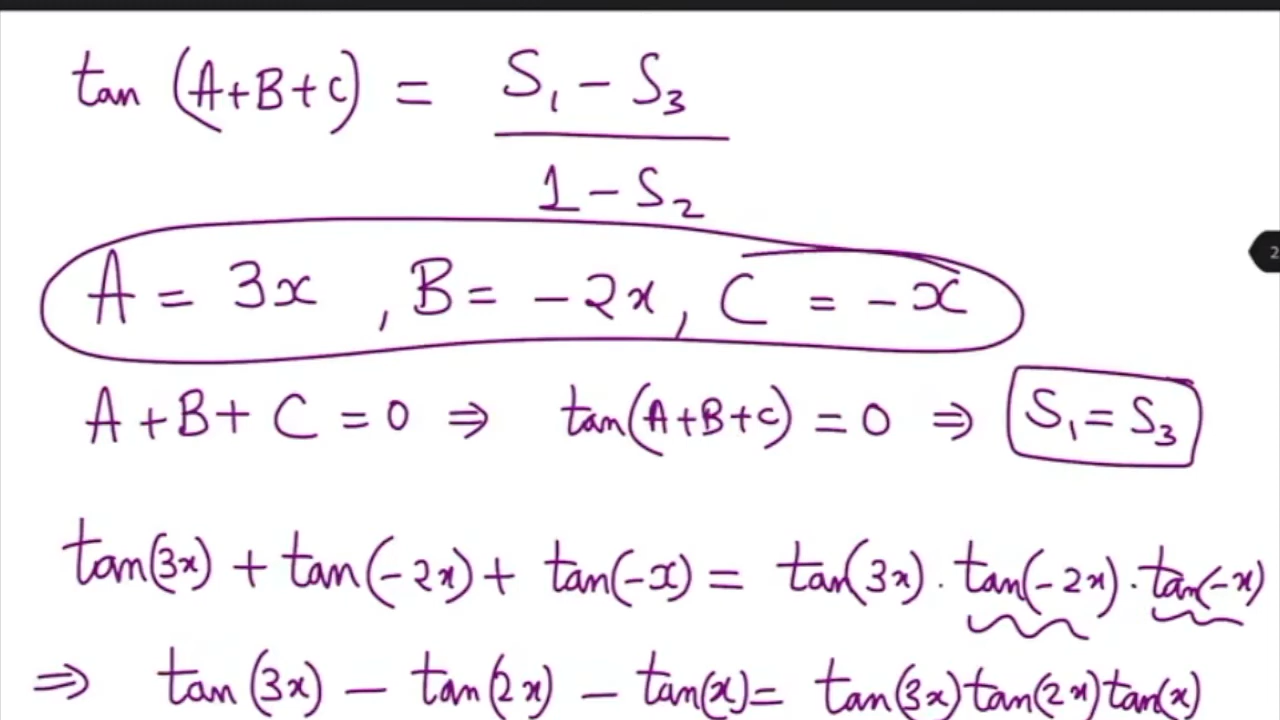 tan (A+B+C) = S₁ - S₃
1 - S₂
A = 3x , B = -2x, C = -x
A + B + C = 0 ⇒ tan(A+B+C) = 0 ⇒ S₁ = S₃
tan(3x) + tan(-2x) + tan(-x) = tan(3x) . tan(-2x) . tan(-x)
⇒ tan (3x) - tan(2x) - tan(x) = tan(3x) tan(2x) tan(x)
2